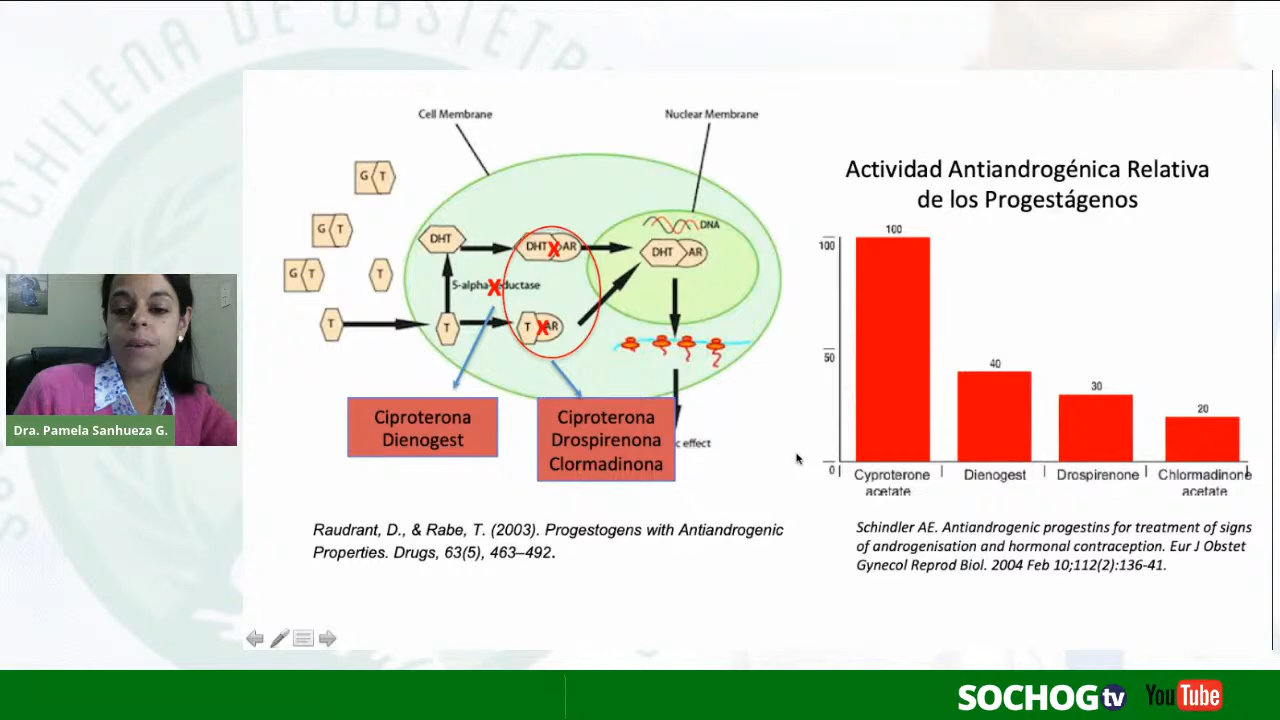 CHILENA DE OBSTETR
Cell Membrane
Nuclear Membrane
G T
G T
G T
T
T
DHT
DHT X AR
5-alpha X ductase
T
T X AR
DNA
DHT AR
c effect
Ciproterona
Dienogest
Ciproterona
Drospirenona
Clormadinona
Raudrant, D., & Rabe, T. (2003). Progestogens with Antiandrogenic
Properties. Drugs, 63(5), 463–492.
Actividad Antiandrogénica Relativa
de los Progestágenos
100
50
0
100
40
30
20
Cyproterone
acetate
Dienogest
Drospirenone
Chlormadinone
acetate
Schindler AE. Antiandrogenic progestins for treatment of signs
of androgenisation and hormonal contraception. Eur J Obstet
Gynecol Reprod Biol. 2004 Feb 10;112(2):136-41.
Dra. Pamela Sanhueza G.
SOCHOG tv YouTube